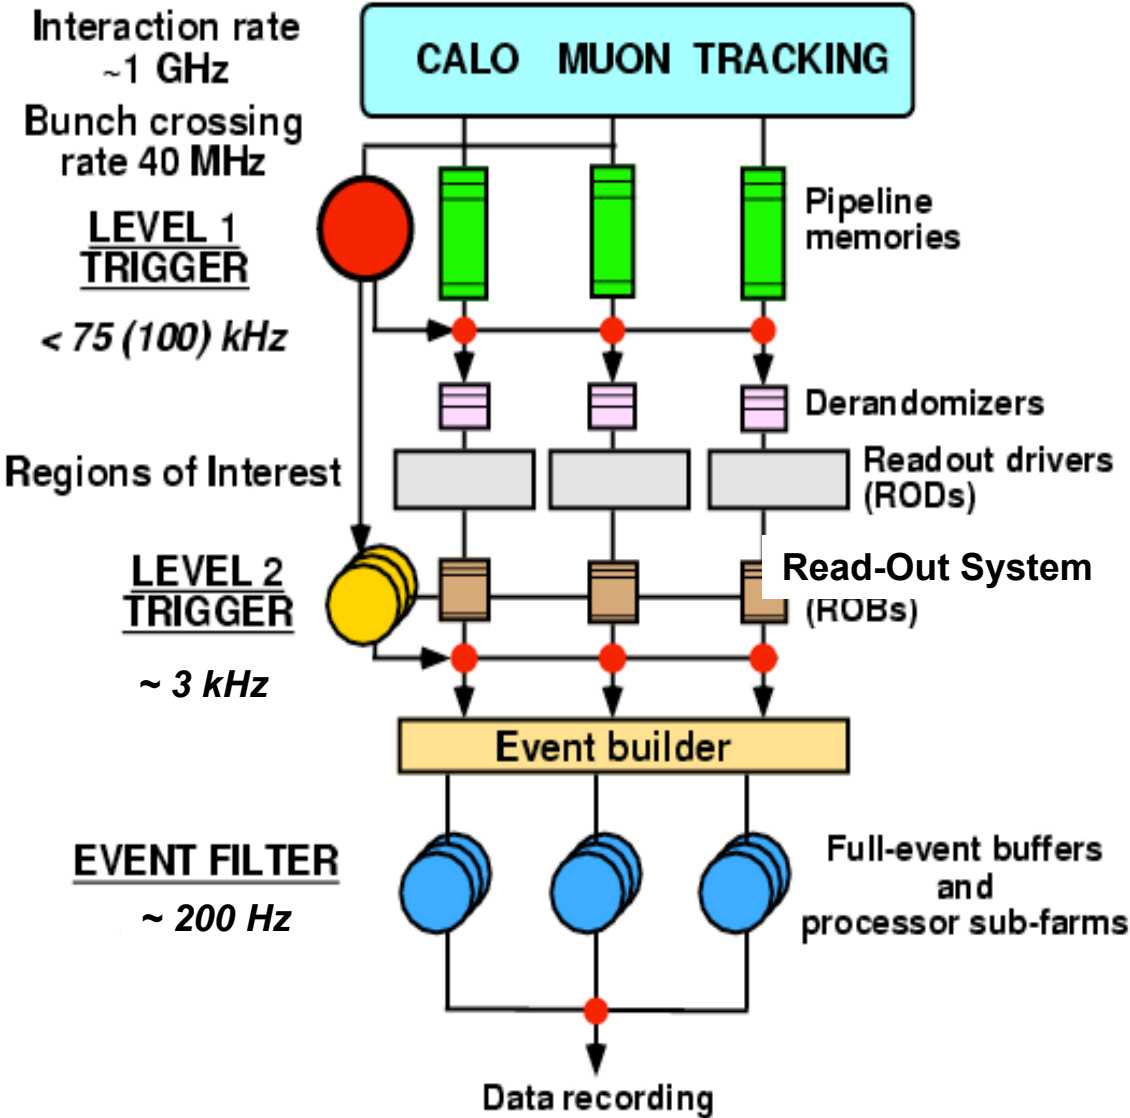 Interaction rate
~1 GHz
CALO MUON TRACKING
Bunch crossing
rate 40 MHz
LEVEL 1
TRIGGER
Pipeline
memories
< 75 (100) kHz
Derandomizers
Regions of Interest
Readout drivers
(RODs)
LEVEL 2
TRIGGER
Read-Out System
(ROBs)
~ 3 kHz
Event builder
EVENT FILTER
~ 200 Hz
Full-event buffers
and
processor sub-farms
Data recording